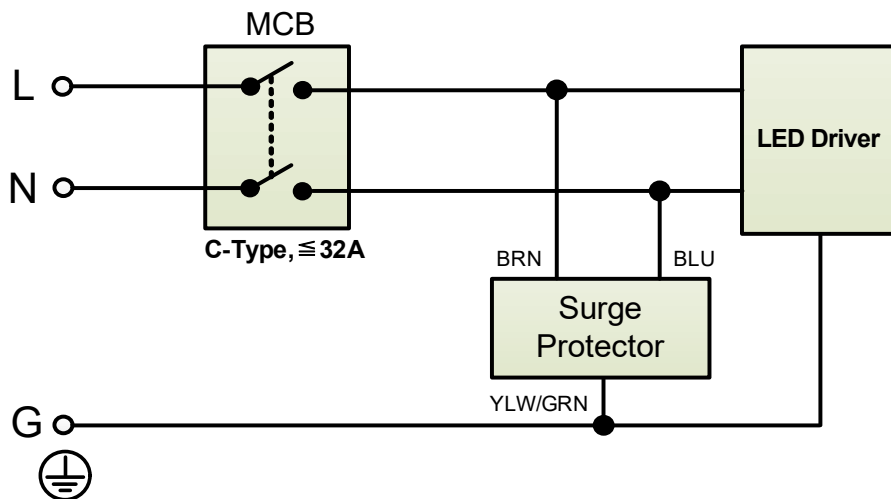 MCB
L
N
LED Driver
C-Type, ≦ 32A
BRN
BLU
Surge
Protector
YLW/GRN
G